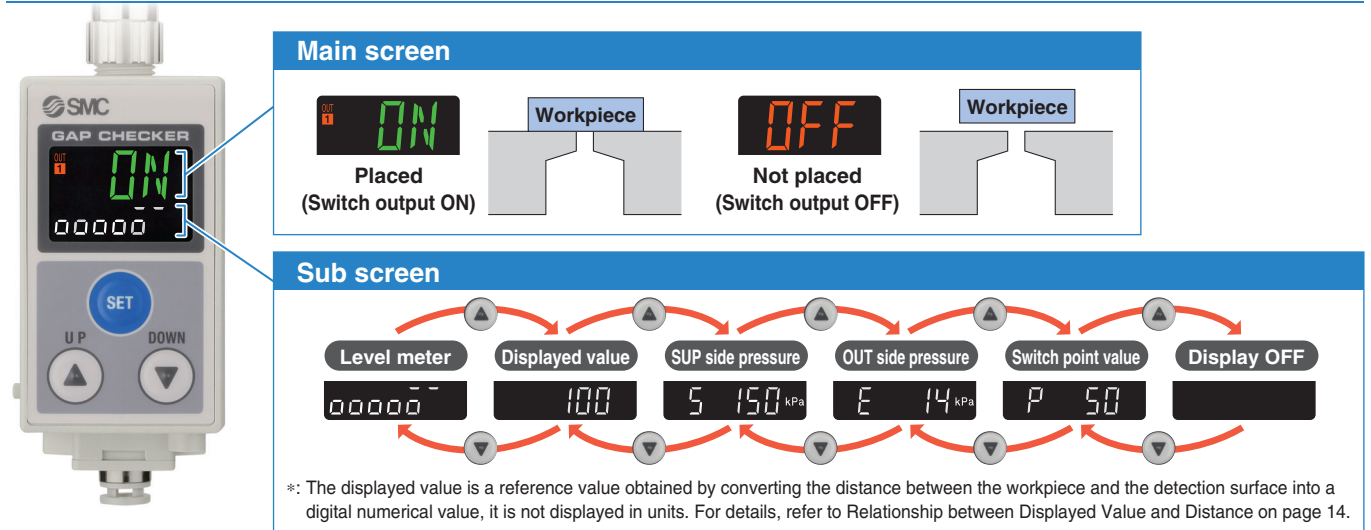 SMC
GAP CHECKER
OUT
1
ON
ooooo
SET
UP
DOWN
Main screen
OUT
1
ON
Placed
(Switch output ON)
Workpiece
OFF
Not placed
(Switch output OFF)
Workpiece
Sub screen
Level meter
Displayed value
SUP side pressure
OUT side pressure
Switch point value
Display OFF
ooooo
100
S 150 kPa
E 14 kPa
P 50
*: The displayed value is a reference value obtained by converting the distance between the workpiece and the detection surface into a
digital numerical value, it is not displayed in units. For details, refer to Relationship between Displayed Value and Distance on page 14.